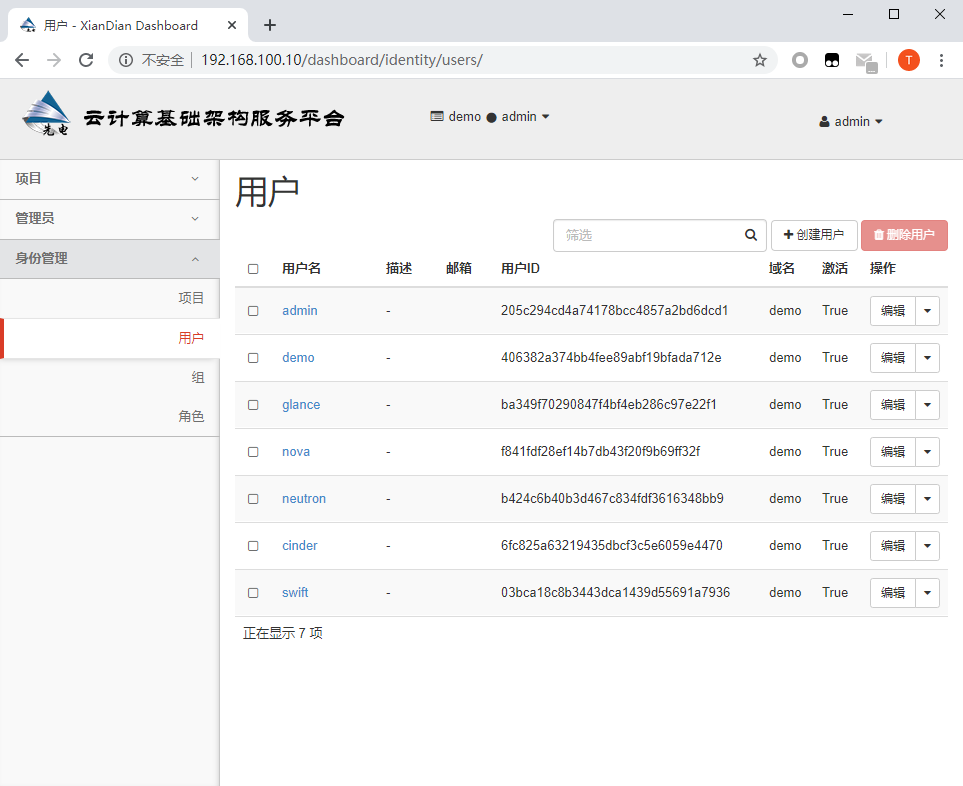 用户 - XianDian Dashboard
不安全 192.168.100.10/dashboard/identity/users/
T
先电 云计算基础架构服务平台 demo ● admin
admin
项目
管理员
身份管理
项目
用户
组
角色
用户
筛选 创建用户 删除用户
用户名 描述 邮箱 用户ID 域名 激活 操作
admin - 205c294cd4a74178bcc4857a2bd6dcd1 demo True 编辑
demo - 406382a374bb4fee89abf19bfada712e demo True 编辑
glance - ba349f70290847f4bf4eb286c97e22f1 demo True 编辑
nova - f841fdf28ef14b7db43f20f9b69ff32f demo True 编辑
neutron - b424c6b40b3d467c834fdf3616348bb9 demo True 编辑
cinder - 6fc825a63219435dbcf3c5e6059e4470 demo True 编辑
swift - 03bca18c8b3443dca1439d55691a7936 demo True 编辑
正在显示 7 项